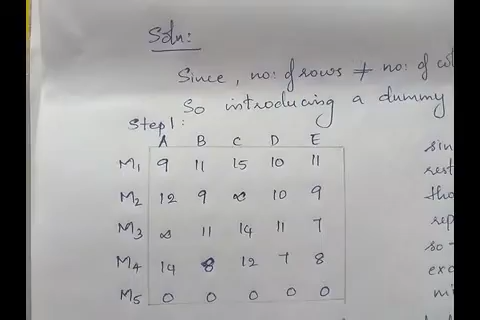 Soln:
Since, no: of rows ≠ no: of
So introducing a dummy
Step 1:
A B C D E
M1 9 11 15 10 11
M2 12 9 ∞ 10 9
M3 ∞ 11 14 11 7
M4 14 8 12 7 8
M5 0 0 0 0 0